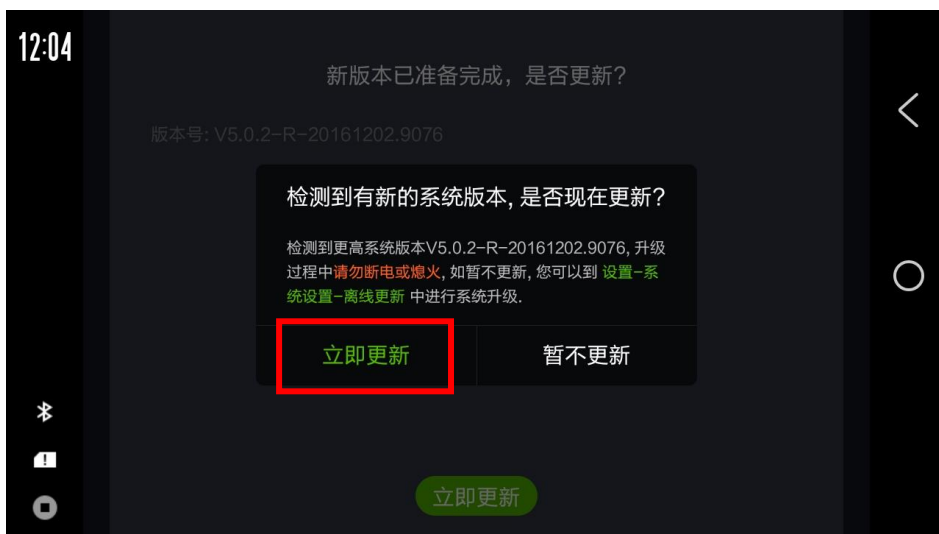 12:04
新版本已准备完成，是否更新？
版本号: V5.0.2-R-20161202.9076
检测到有新的系统版本, 是否现在更新?
检测到更高系统版本V5.0.2-R-20161202.9076, 升级
过程中请勿断电或熄火, 如暂不更新, 您可以到 设置-系
统设置-离线更新 中进行系统升级.
立即更新 暂不更新
立即更新